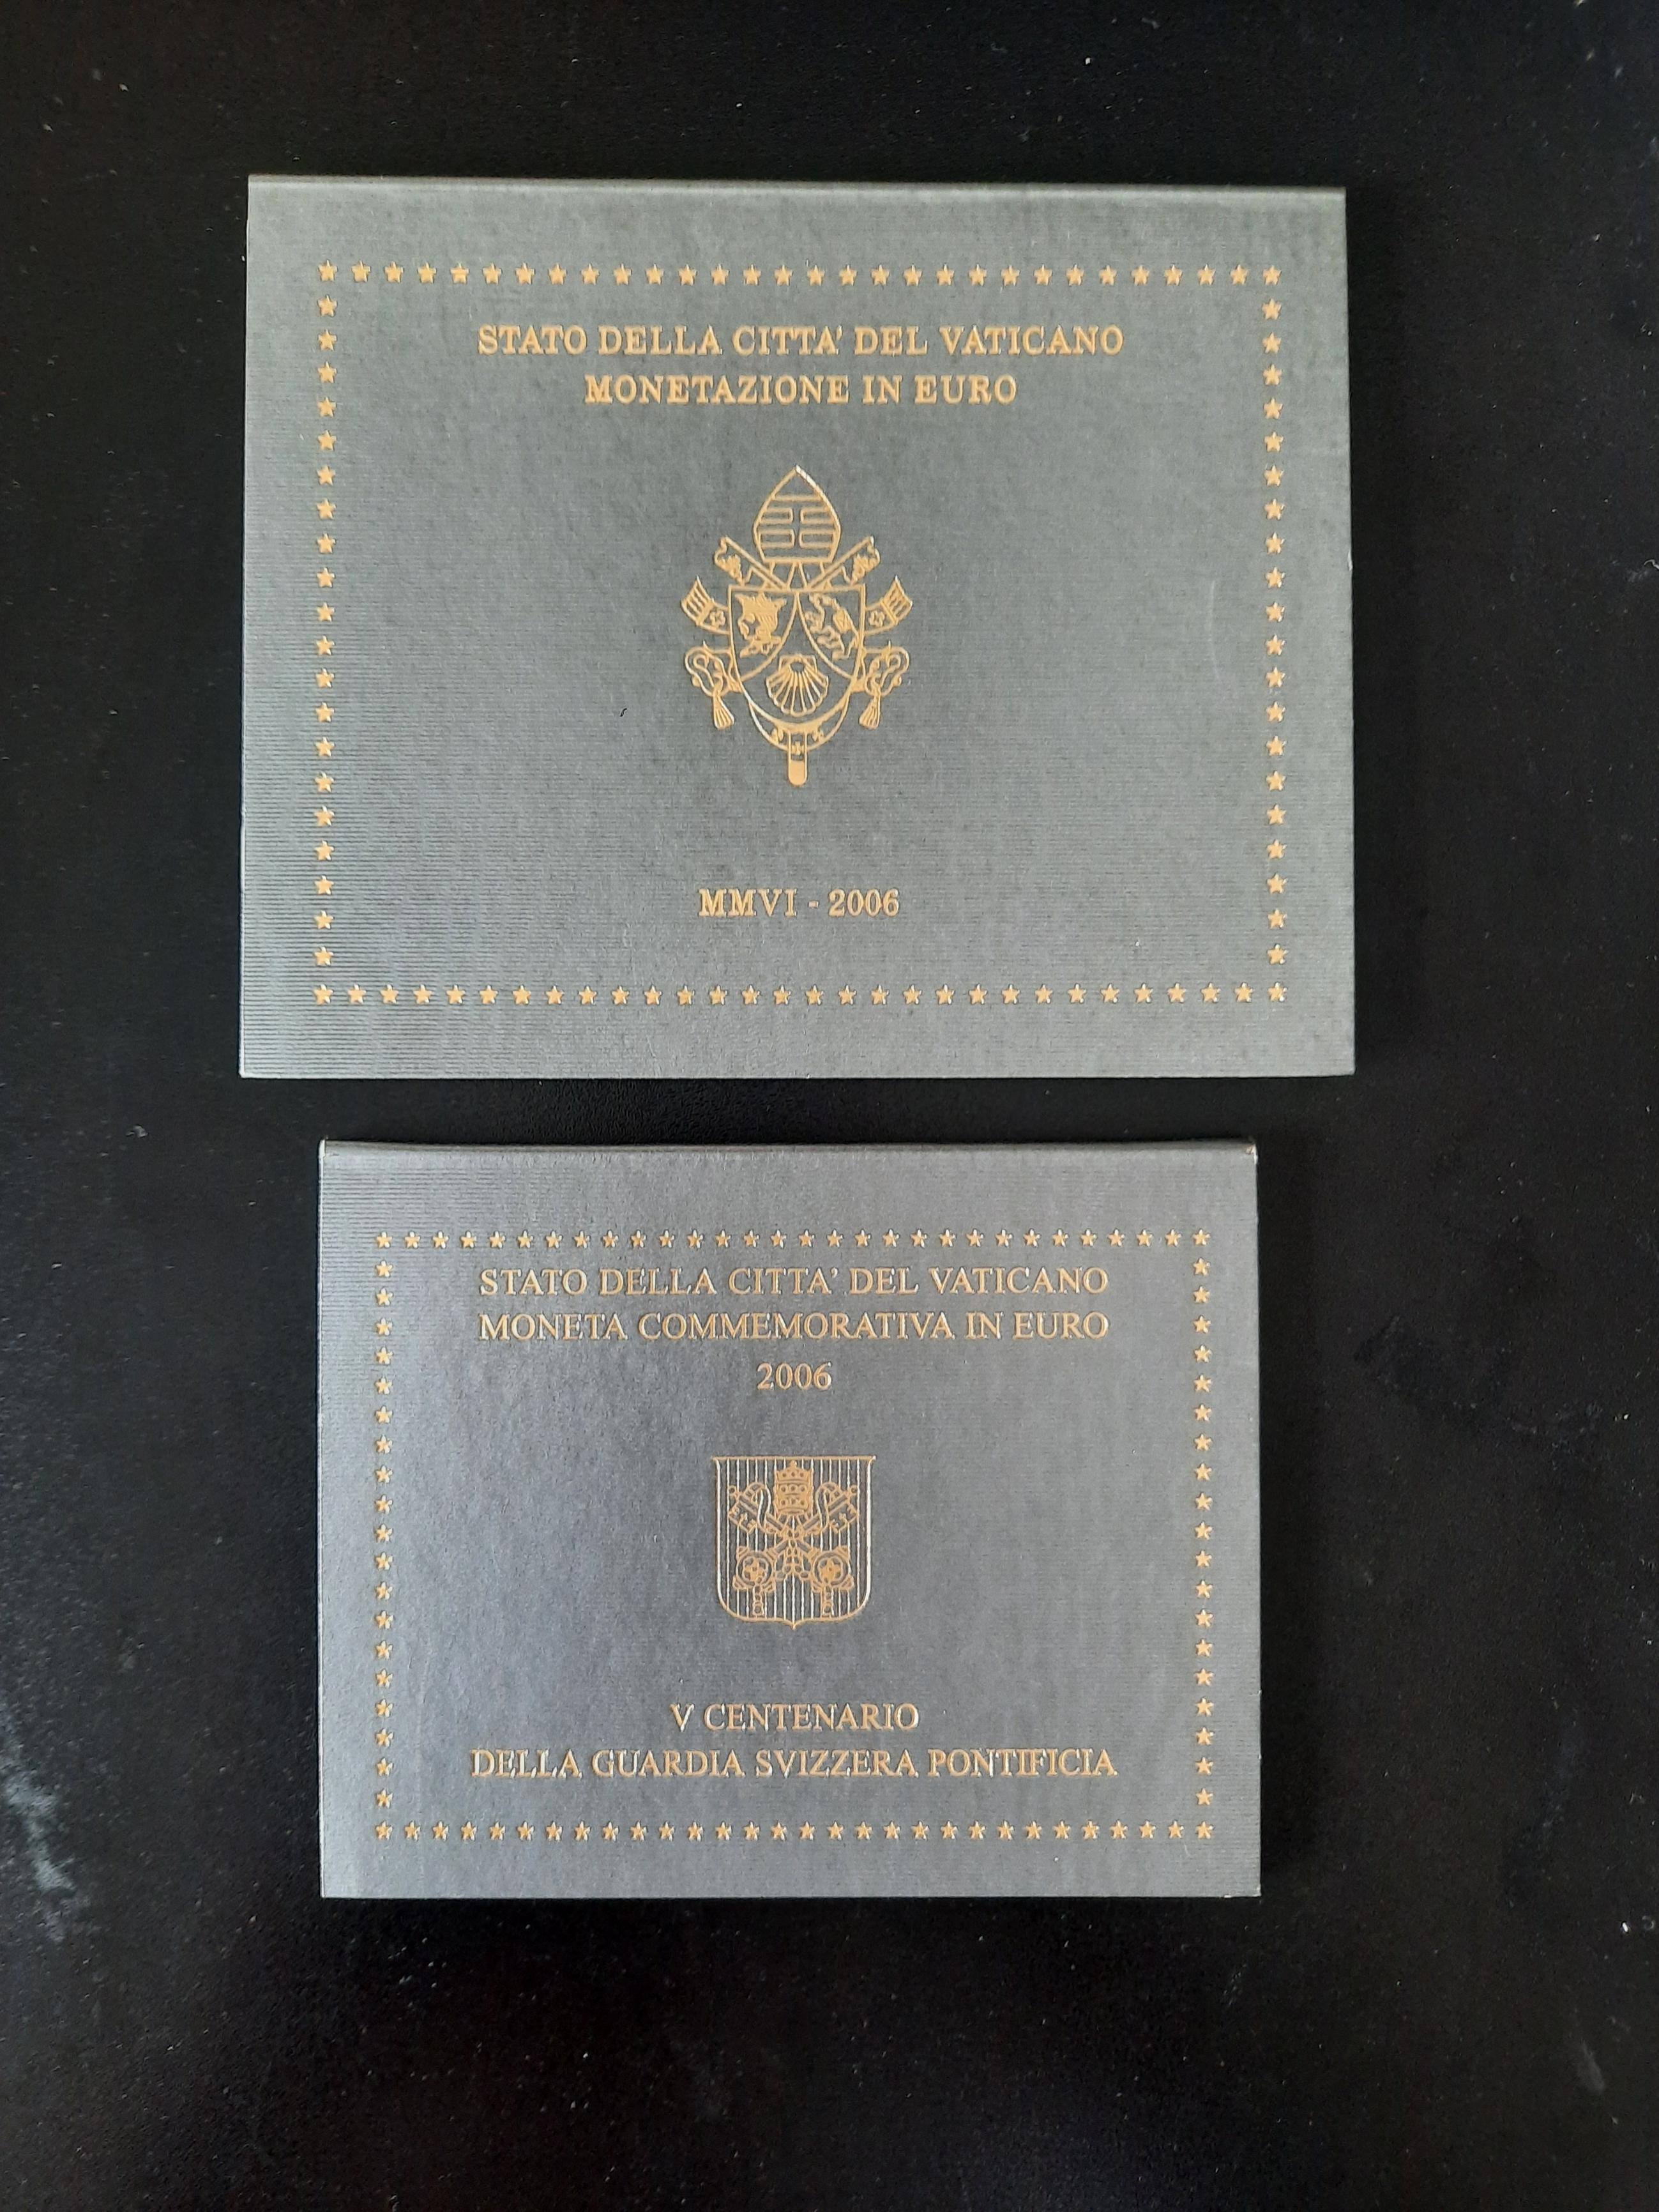 STATO DELLA CITTA' DEL VATICANO
MONETAZIONE IN EURO
MMVI - 2006
STATO DELLA CITTA' DEL VATICANO
MONETA COMMEMORATIVA IN EURO
2006
V CENTENARIO
DELLA GUARDIA SVIZZERA PONTIFICIA